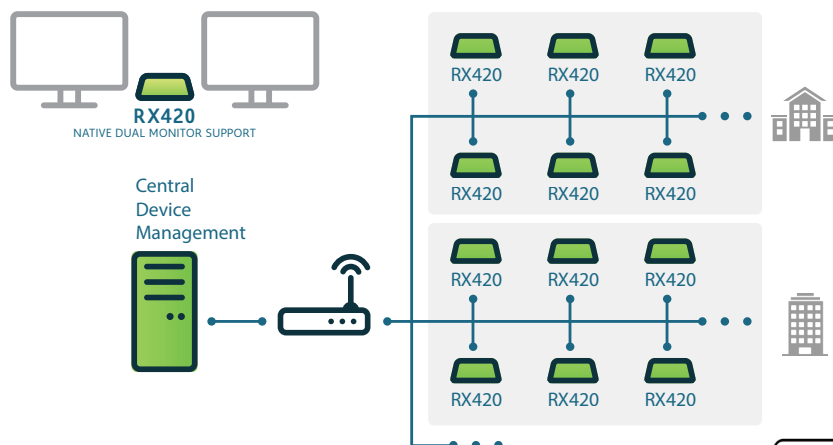 RX420
NATIVE DUAL MONITOR SUPPORT
Central
Device
Management
RX420 RX420 RX420
RX420 RX420 RX420
RX420 RX420 RX420
RX420 RX420 RX420